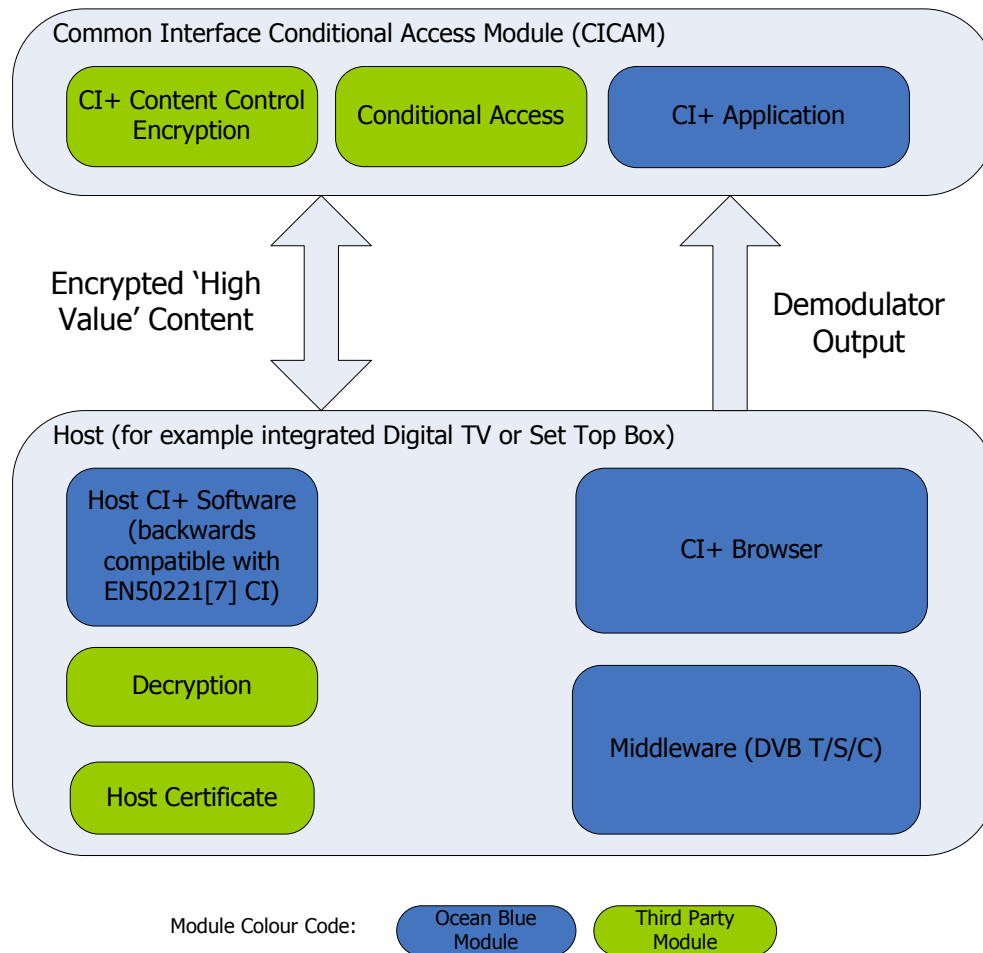 Common Interface Conditional Access Module (CICAM)
CI+ Content Control
Encryption
Conditional Access
CI+ Application
Encrypted ‘High
Value’ Content
Demodulator
Output
Host (for example integrated Digital TV or Set Top Box)
Host CI+ Software
(backwards
compatible with
EN50221[7] CI)
CI+ Browser
Decryption
Middleware (DVB T/S/C)
Host Certificate
Module Colour Code:
Ocean Blue
Module
Third Party
Module